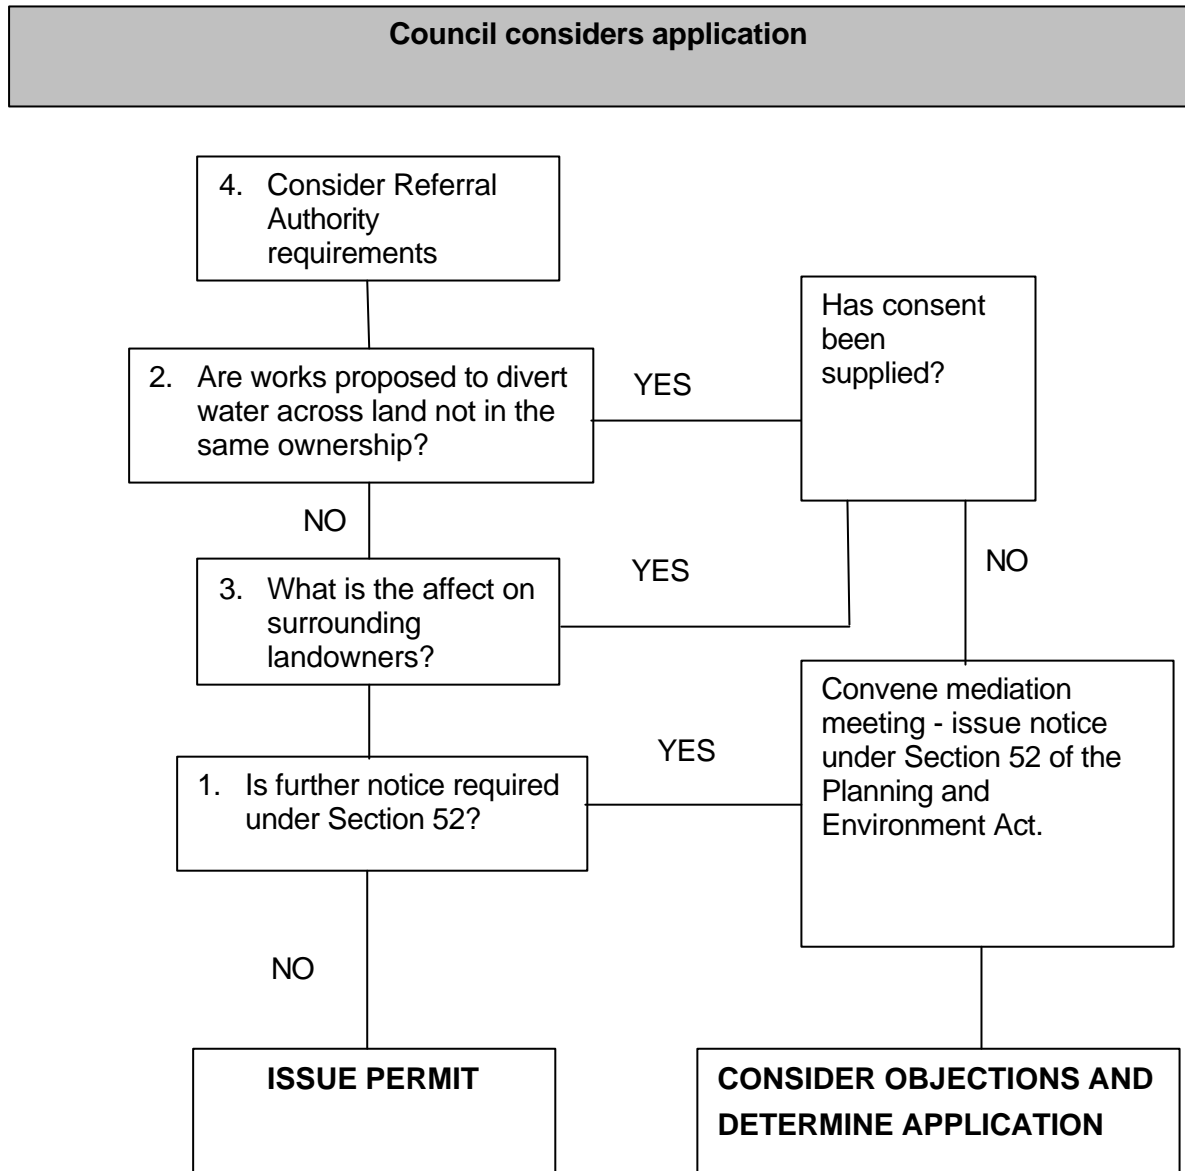 Council considers application
4. Consider Referral
Authority
requirements
Has consent
been
supplied?
2. Are works proposed to divert
water across land not in the
same ownership?
YES
NO
3. What is the affect on
surrounding
landowners?
YES
NO
Convene mediation
meeting - issue notice
under Section 52 of the
Planning and
Environment Act.
1. Is further notice required
under Section 52?
YES
NO
ISSUE PERMIT
CONSIDER OBJECTIONS AND
DETERMINE APPLICATION